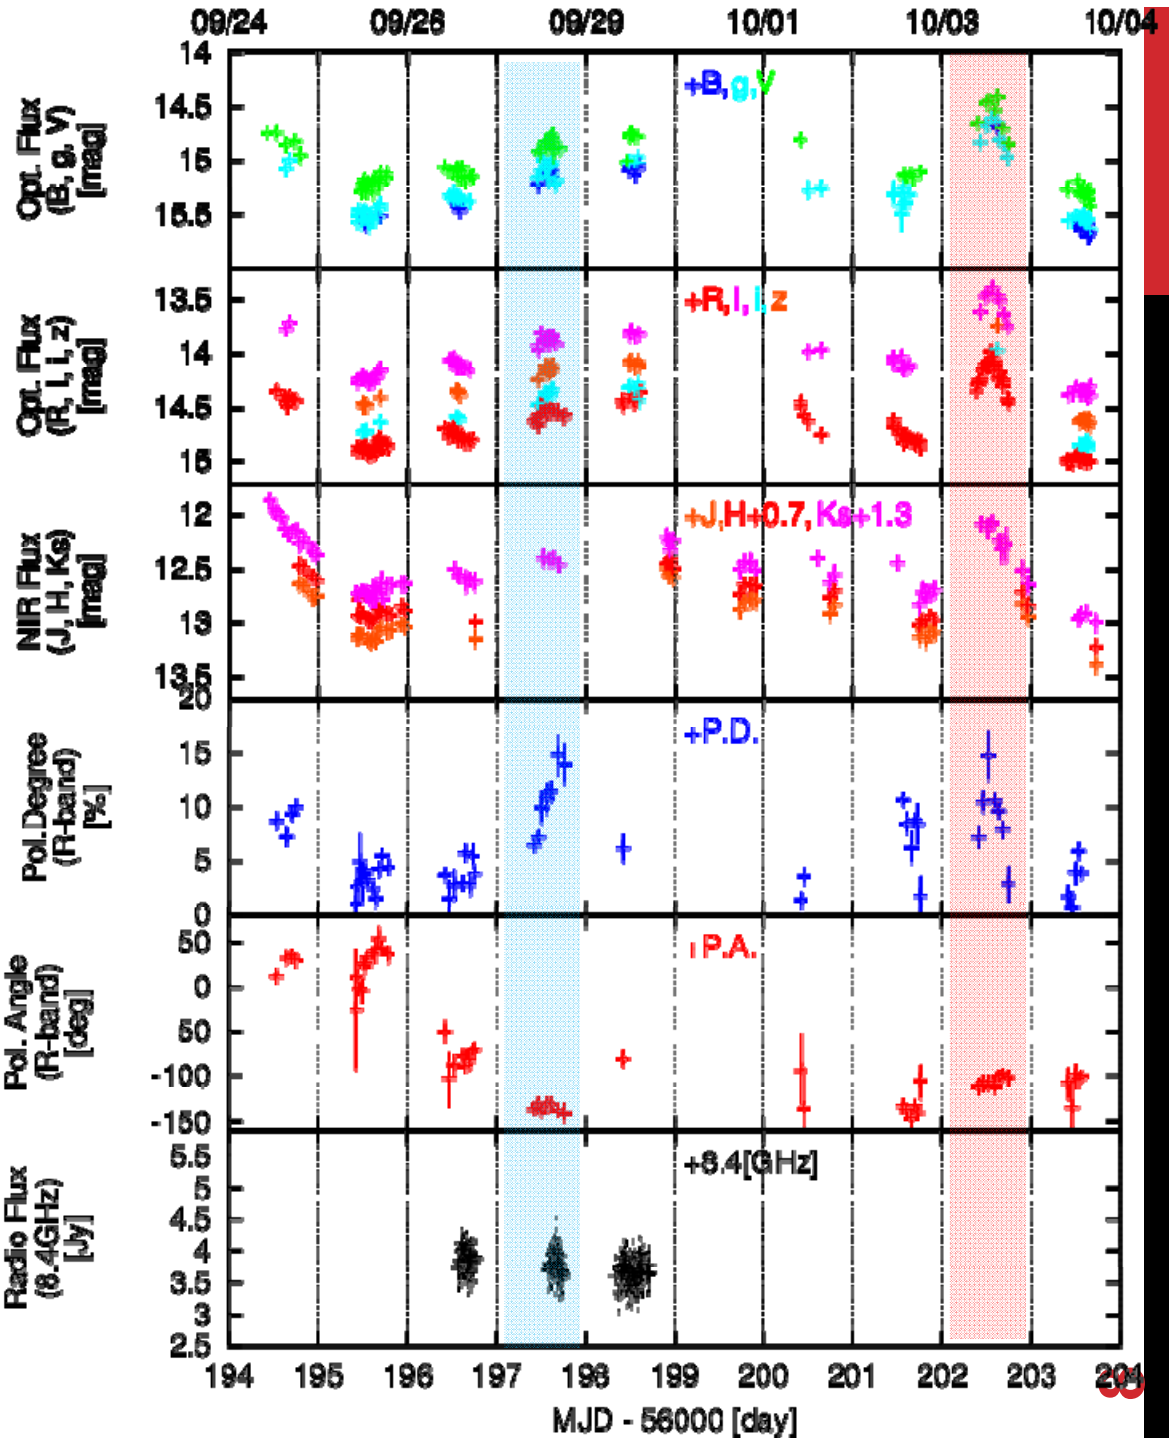 09/24 09/26 09/29 10/01 10/03 10/04
Opt. Flux
(B, g, V)
[mag]
14
14.5
15
15.5
+B, g, V
Opt. Flux
(R, I, i, z)
[mag]
13.5
14
14.5
15
+R, I, i, z
NIR Flux
(J, H, Ks)
[mag]
12
12.5
13
13.5
+J, H+0.7, Ks+1.3
Pol.Degree
(R-band)
[%]
20
15
10
5
0
+P.D.
Pol. Angle
(R-band)
[deg]
50
0
50
-100
-150
P.A.
Radio Flux
(8.4GHz)
[Jy]
5.5
5
4.5
4
3.5
3
2.5
+8.4[GHz]
194 195 196 197 198 199 200 201 202 203 204
MJD - 56000 [day]